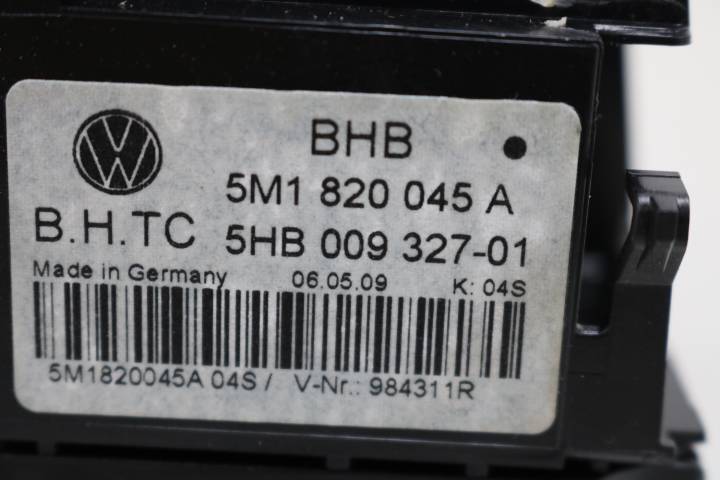 BHB
5M1 820 045 A
B.H.TC 5HB 009 327-01
Made in Germany 06.05.09 K: 04S
5M1820045A 04S / V-Nr.: 984311R